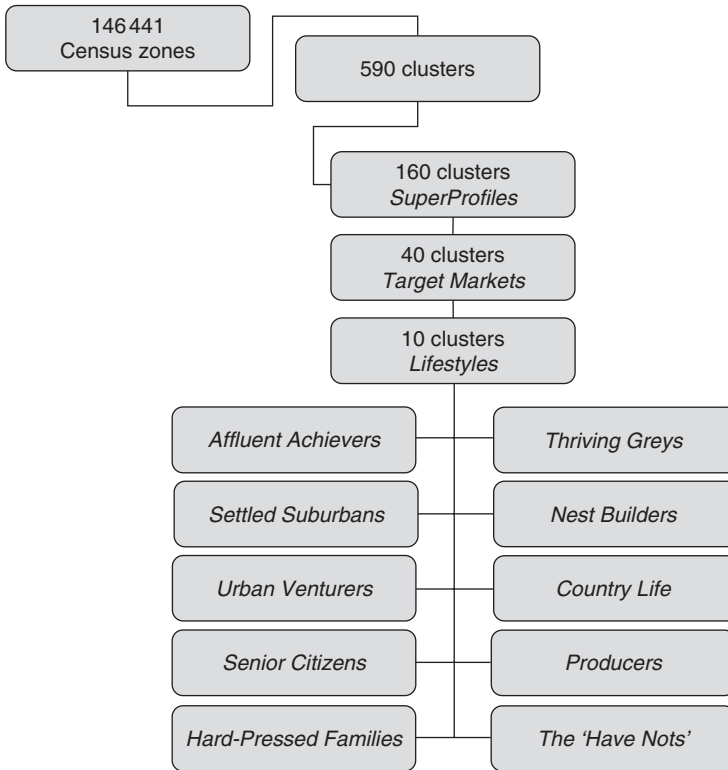 146 441
Census zones
590 clusters
160 clusters
SuperProfiles
40 clusters
Target Markets
10 clusters
Lifestyles
Affluent Achievers
Thriving Greys
Settled Suburbans
Nest Builders
Urban Venturers
Country Life
Senior Citizens
Producers
Hard-Pressed Families
The ‘Have Nots’